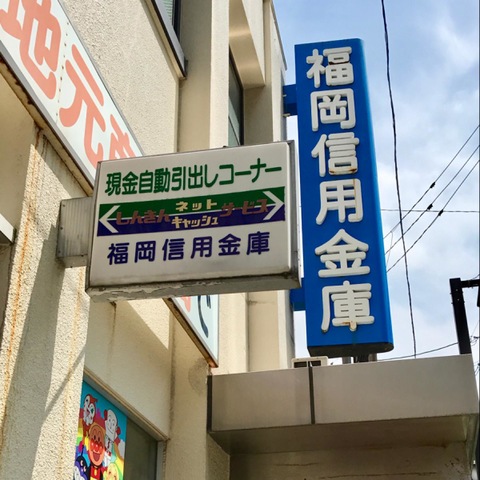 地元
現金自動引出しコーナー
しんきん
ネット
キャッシュ
サービス
福岡信用金庫
福岡信用金庫